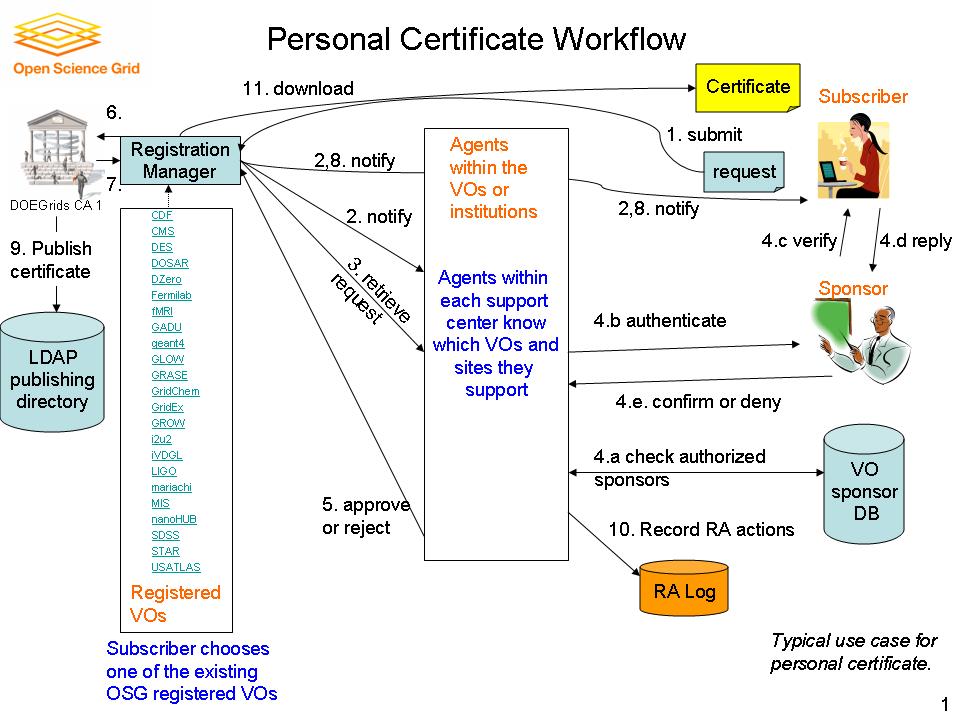 Personal Certificate Workflow
Open Science Grid
11. download
Certificate
Subscriber
6.
1. submit
Registration
Manager
2,8. notify
Agents
within the
VOs or
institutions
request
7.
DOEGrids CA 1
2. notify
2,8. notify
4.c verify
4.d reply
9. Publish
certificate
3. retrieve
request
Agents within
each support
center know
which VOs and
sites they
support
Sponsor
4.b authenticate
LDAP
publishing
directory
4.e. confirm or deny
CDF
CMS
DES
DOSAR
DZero
Fermilab
fMRI
GADU
geant4
GLOW
GRASE
GridChem
GridEx
GROW
i2u2
iVDGL
LIGO
mariachi
MIS
nanoHUB
SDSS
STAR
USATLAS
Registered
VOs
4.a check authorized
sponsors
VO
sponsor
DB
5. approve
or reject
10. Record RA actions
RA Log
Subscriber chooses
one of the existing
OSG registered VOs
Typical use case for
personal certificate.
1